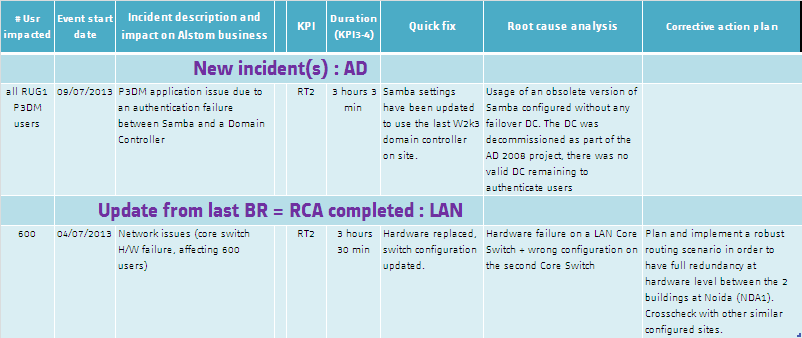 # Usr impacted
Event start date
Incident description and impact on Alstom business
KPI
Duration (KPI3-4)
Quick fix
Root cause analysis
Corrective action plan
New incident(s) : AD
all RUG1
P3DM
users
09/07/2013
P3DM application issue due to
an authentication failure
between Samba and a Domain
Controller
RT2
3 hours 3
min
Samba settings
have been updated
to use the last W2k3
domain controller
on site.
Usage of an obsolete version of
Samba configured without any
failover DC. The DC was
decommissioned as part of the
AD 2008 project, there was no
valid DC remaining to
authenticate users
Update from last BR = RCA completed : LAN
600
04/07/2013
Network issues (core switch
H/W failure, affecting 600
users)
RT2
3 hours
30 min
Hardware replaced,
switch configuration
updated.
Hardware failure on a LAN Core
Switch + wrong configuration on
the second Core Switch
Plan and implement a robust
routing scenario in order to
have full redundancy at
hardware level between the 2
buildings at Noida (NDA1).
Crosscheck with other similar
configured sites.